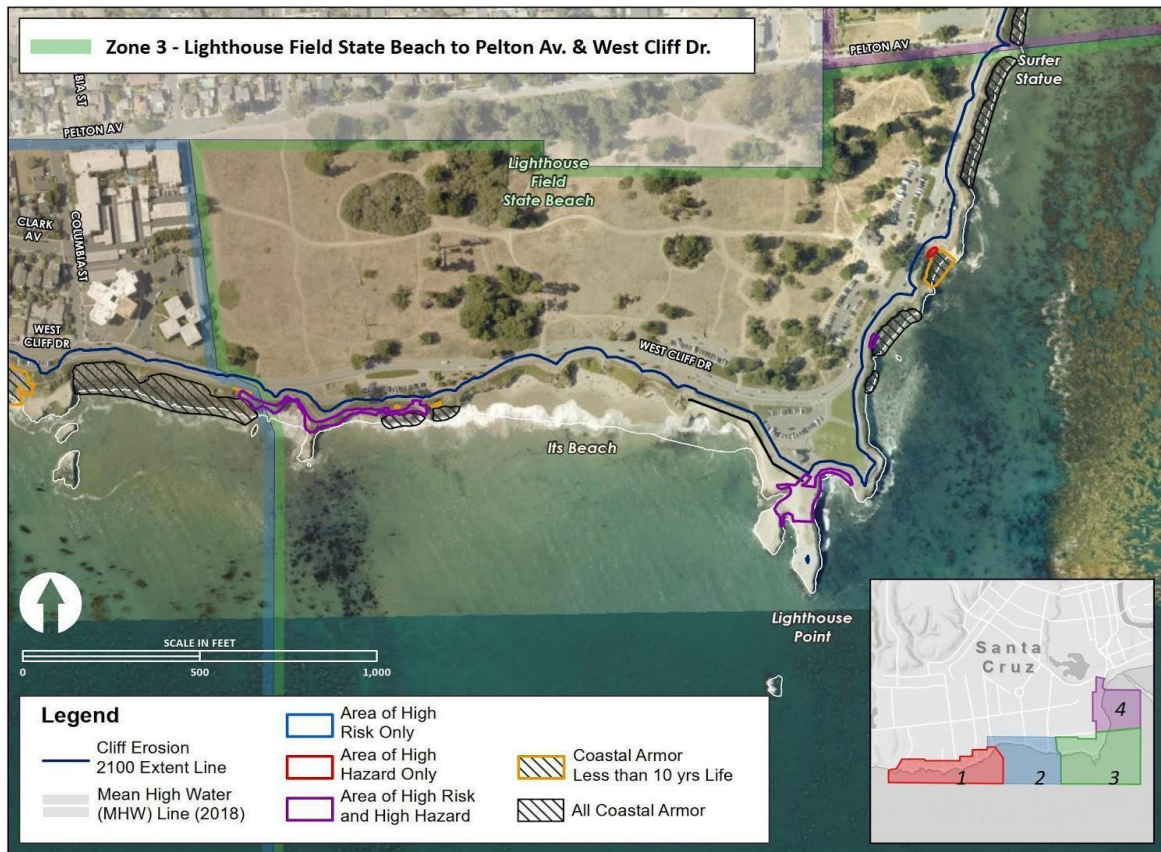 Zone 3 - Lighthouse Field State Beach to Pelton Av. & West Cliff Dr.
PELTON AV
Surfer
Statue
BIA ST
PELTON AV
Lighthouse
Field
State Beach
CLARK
AV
COLUMBIA ST
WEST
CLIFF DR
WEST CLIFF DR
Its Beach
Lighthouse
Point
SCALE IN FEET
0 500 1,000
Legend
Cliff Erosion
2100 Extent Line
Mean High Water
(MHW) Line (2018)
Area of High
Risk Only
Area of High
Hazard Only
Area of High Risk
and High Hazard
Coastal Armor
Less than 10 yrs Life
All Coastal Armor
Santa
Cruz
1
2
3
4